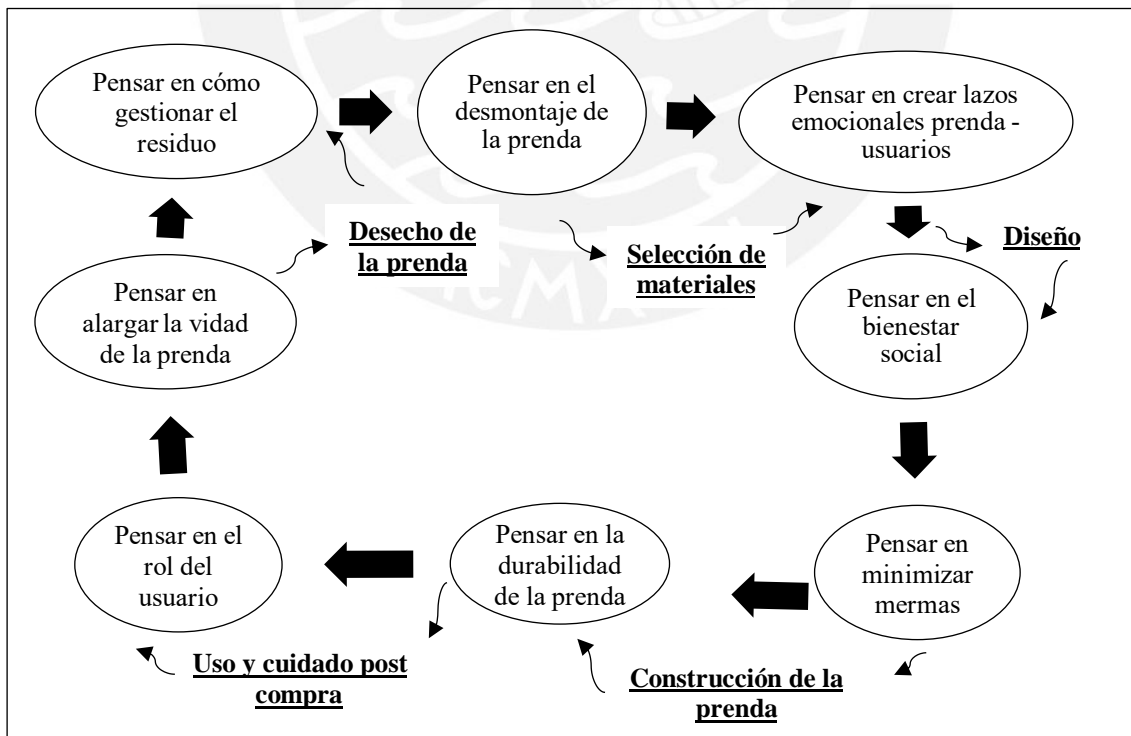 Pensar en cómo
gestionar el
residuo
Pensar en el
desmontaje de
la prenda
Pensar en crear lazos
emocionales prenda -
usuarios
Desecho de
la prenda
Selección de
materiales
Diseño
Pensar en
alargar la vidad
de la prenda
Pensar en el
bienestar
social
Pensar en el
rol del
usuario
Pensar en la
durabilidad
de la prenda
Pensar en
minimizar
mermas
Uso y cuidado post
compra
Construcción de la
prenda